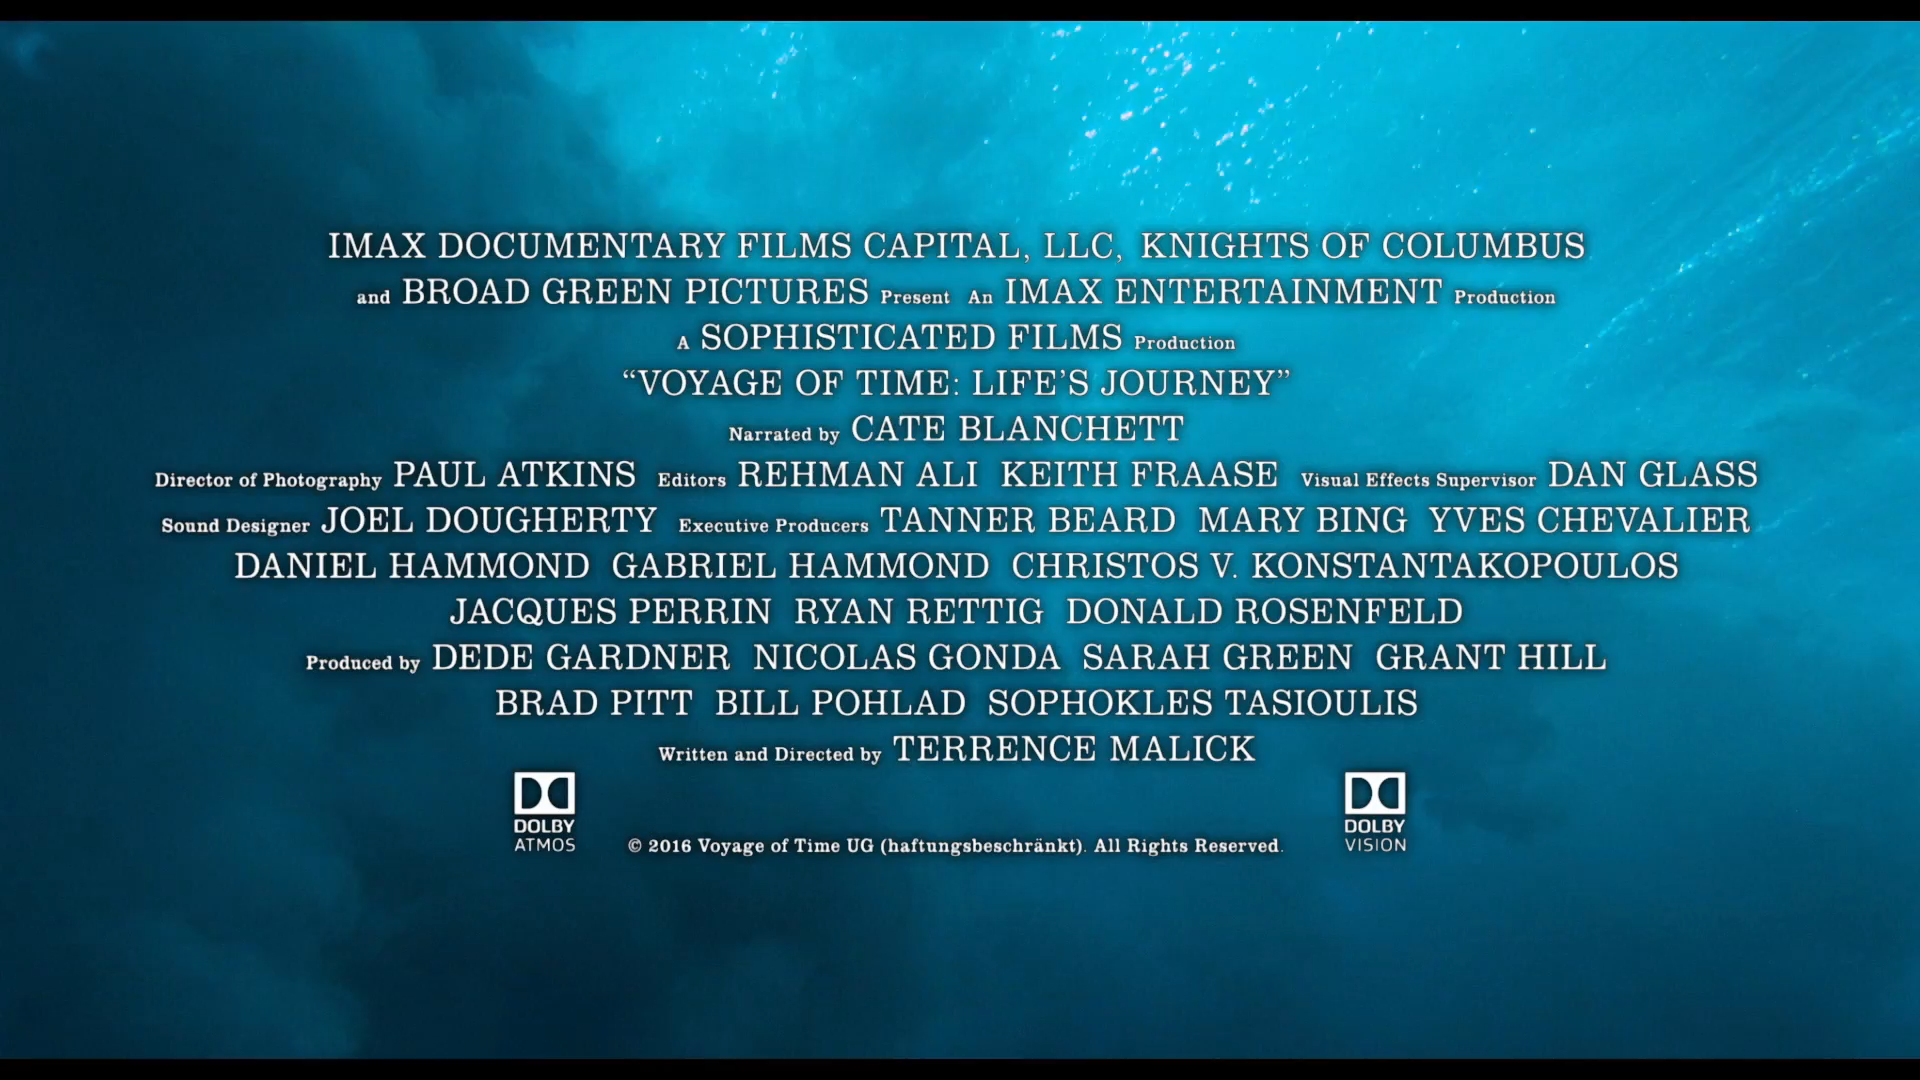 IMAX DOCUMENTARY FILMS CAPITAL, LLC, KNIGHTS OF COLUMBUS
and BROAD GREEN PICTURES Present An IMAX ENTERTAINMENT Production
A SOPHISTICATED FILMS Production
“VOYAGE OF TIME: LIFE’S JOURNEY”
Narrated by CATE BLANCHETT
Director of Photography PAUL ATKINS Editors REHMAN ALI KEITH FRAASE Visual Effects Supervisor DAN GLASS
Sound Designer JOEL DOUGHERTY Executive Producers TANNER BEARD MARY BING YVES CHEVALIER
DANIEL HAMMOND GABRIEL HAMMOND CHRISTOS V. KONSTANTAKOPOULOS
JACQUES PERRIN RYAN RETTIG DONALD ROSENFELD
Produced by DEDE GARDNER NICOLAS GONDA SARAH GREEN GRANT HILL
BRAD PITT BILL POHLAD SOPHOKLES TASIOULIS
Written and Directed by TERRENCE MALICK
DOLBY
ATMOS
© 2016 Voyage of Time UG (haftungsbeschränkt). All Rights Reserved.
DOLBY
VISION